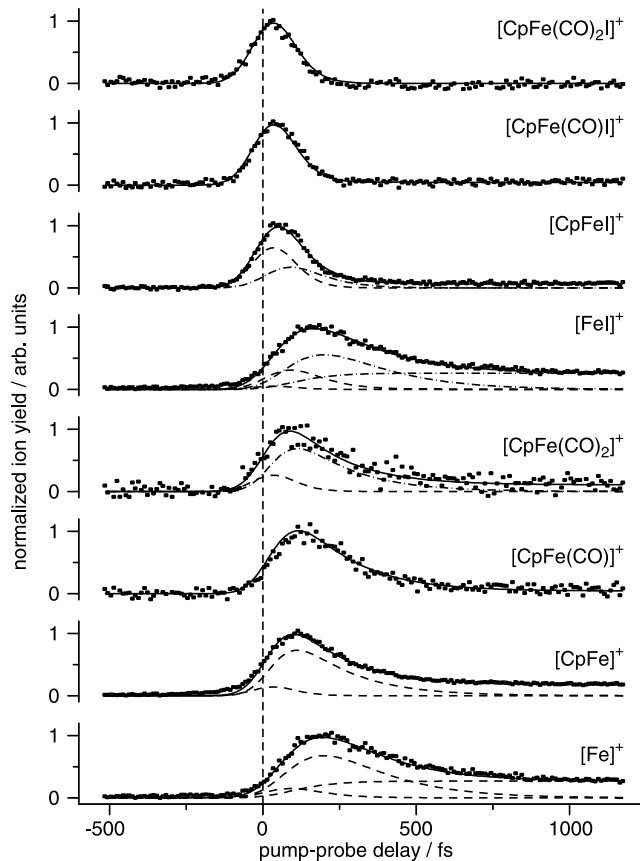 [CpFe(CO)2I]+
1
0
[CpFe(CO)I]+
1
0
[CpFeI]+
1
0
[FeI]+
1
0
[CpFe(CO)2]+
1
0
[CpFe(CO)]+
1
0
[CpFe]+
1
0
[Fe]+
1
0
normalized ion yield / arb. units
-500 0 500 1000
pump-probe delay / fs